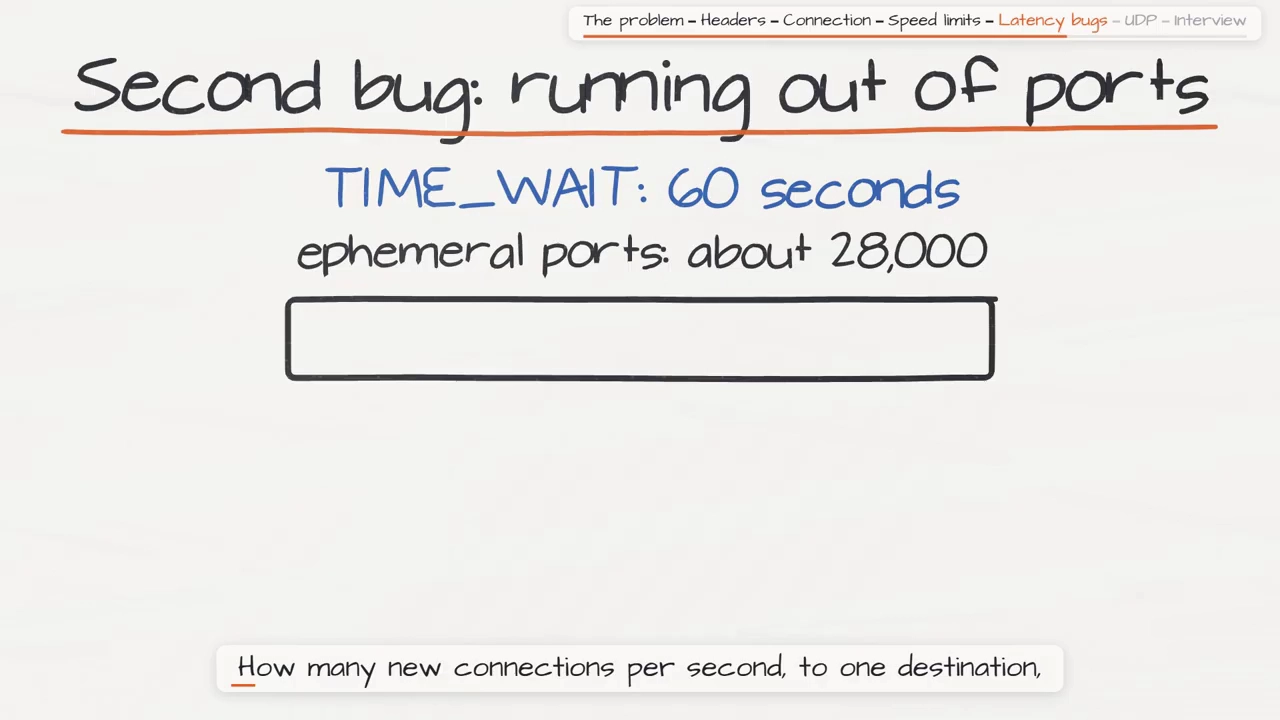 The problem – Headers – Connection – Speed limits – Latency bugs – UDP – Interview
Second bug: running out of ports
TIME_WAIT: 60 seconds
ephemeral ports: about 28,000
How many new connections per second, to one destination,